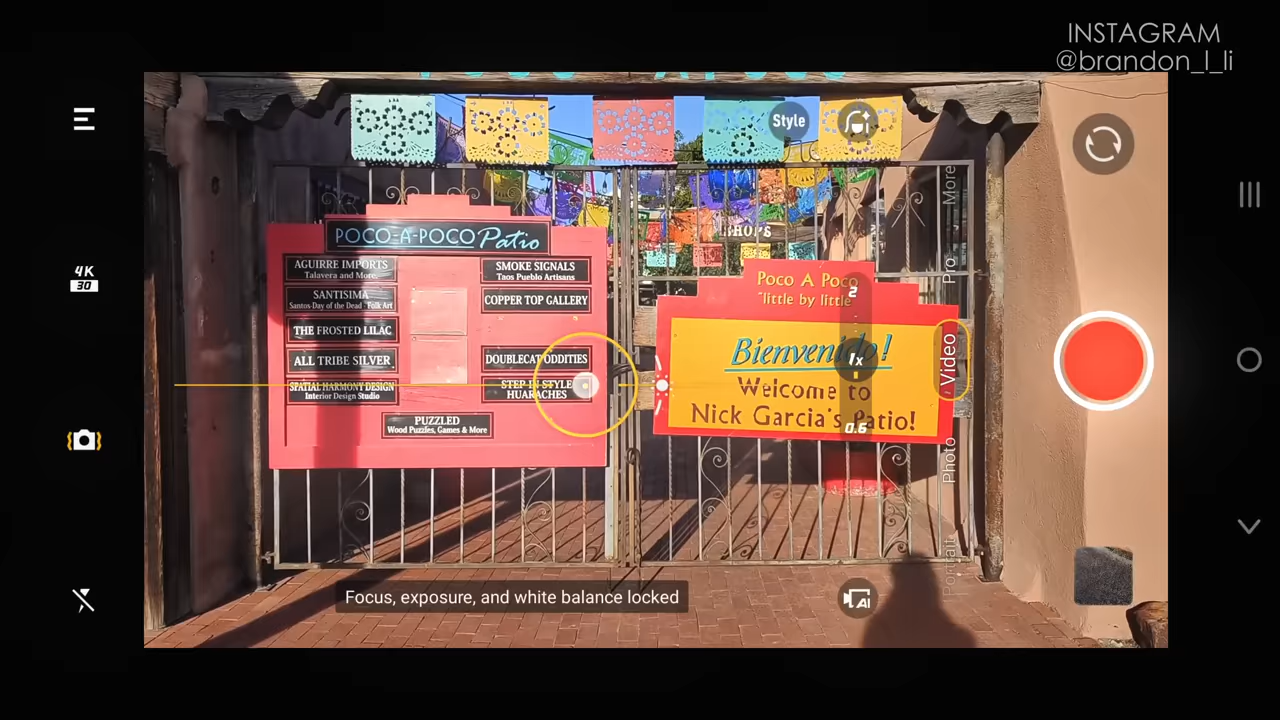 INSTAGRAM
@brandon_l_li
Style
4K
30
More
SHOPS
POCO-A-POCO Patio
AGUIRRE IMPORTS
Talavera and More.
SANTISIMA
Santos-Day of the Dead - Folk Art
THE FROSTED LILAC
ALL TRIBE SILVER
SPATIAL HARMONY DESIGN
Interior Design Studio
SMOKE SIGNALS
Taos Pueblo Artisans
COPPER TOP GALLERY
DOUBLECAT ODDITIES
STEP IN STYLE
HUARACHES
PUZZLED
Wood Puzzles, Games & More
Pro
Poco A Poco
"little by little"
2
Bienvenido!
1x
Welcome to
Nick Garcia's Patio!
0.6
Video
Photo
Portrait
Focus, exposure, and white balance locked
AI